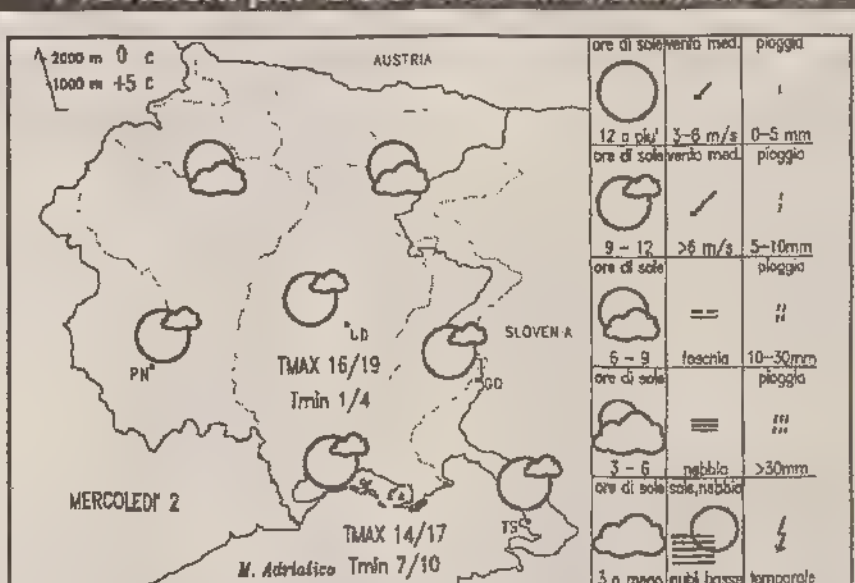 2000 m 0 C
1000 m +5 C
AUSTRIA
SLOVENIA
UD
PN
GO
TMAX 16/19
Tmin 1/4
MERCOLEDI' 2
TS
TMAX 14/17
M. Adriatico Tmin 7/10
ore di sole vento med. pioggia
12 o piu' 3-6 m/s 0-5 mm
ore di sole vento med. pioggia
9 - 12 >6 m/s 5-10mm
ore di sole pioggia
6 - 9 foschia 10-30mm
ore di sole pioggia
3 - 6 nebbia >30mm
ore di sole sole,nebbia
3 o meno nubi basse temporale